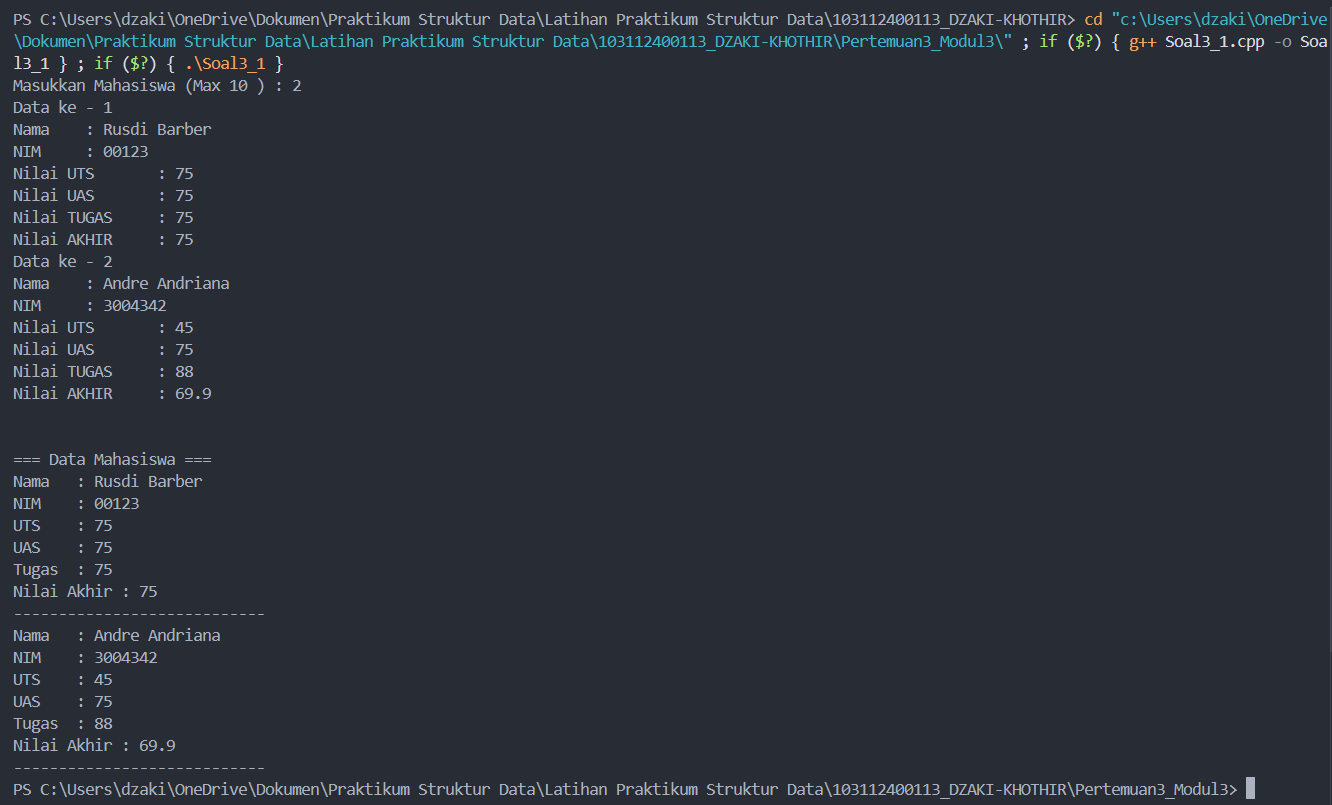 PS C:\Users\dzaki\OneDrive\Dokumen\Praktikum Struktur Data\Latihan Praktikum Struktur Data\103112400113_DZAKI-KHOTHIR> cd "c:\Users\dzaki\OneDrive
\Dokumen\Praktikum Struktur Data\Latihan Praktikum Struktur Data\103112400113_DZAKI-KHOTHIR\Pertemuan3_Modul3\" ; if ($?) { g++ Soal3_1.cpp -o Soa
l3_1 } ; if ($?) { .\Soal3_1 }
Masukkan Mahasiswa (Max 10 ) : 2
Data ke - 1
Nama    : Rusdi Barber
NIM     : 00123
Nilai UTS       : 75
Nilai UAS       : 75
Nilai TUGAS     : 75
Nilai AKHIR     : 75
Data ke - 2
Nama    : Andre Andriana
NIM     : 3004342
Nilai UTS       : 45
Nilai UAS       : 75
Nilai TUGAS     : 88
Nilai AKHIR     : 69.9
=== Data Mahasiswa ===
Nama   : Rusdi Barber
NIM    : 00123
UTS    : 75
UAS    : 75
Tugas  : 75
Nilai Akhir : 75
----------------------------
Nama   : Andre Andriana
NIM    : 3004342
UTS    : 45
UAS    : 75
Tugas  : 88
Nilai Akhir : 69.9
----------------------------
PS C:\Users\dzaki\OneDrive\Dokumen\Praktikum Struktur Data\Latihan Praktikum Struktur Data\103112400113_DZAKI-KHOTHIR\Pertemuan3_Modul3>